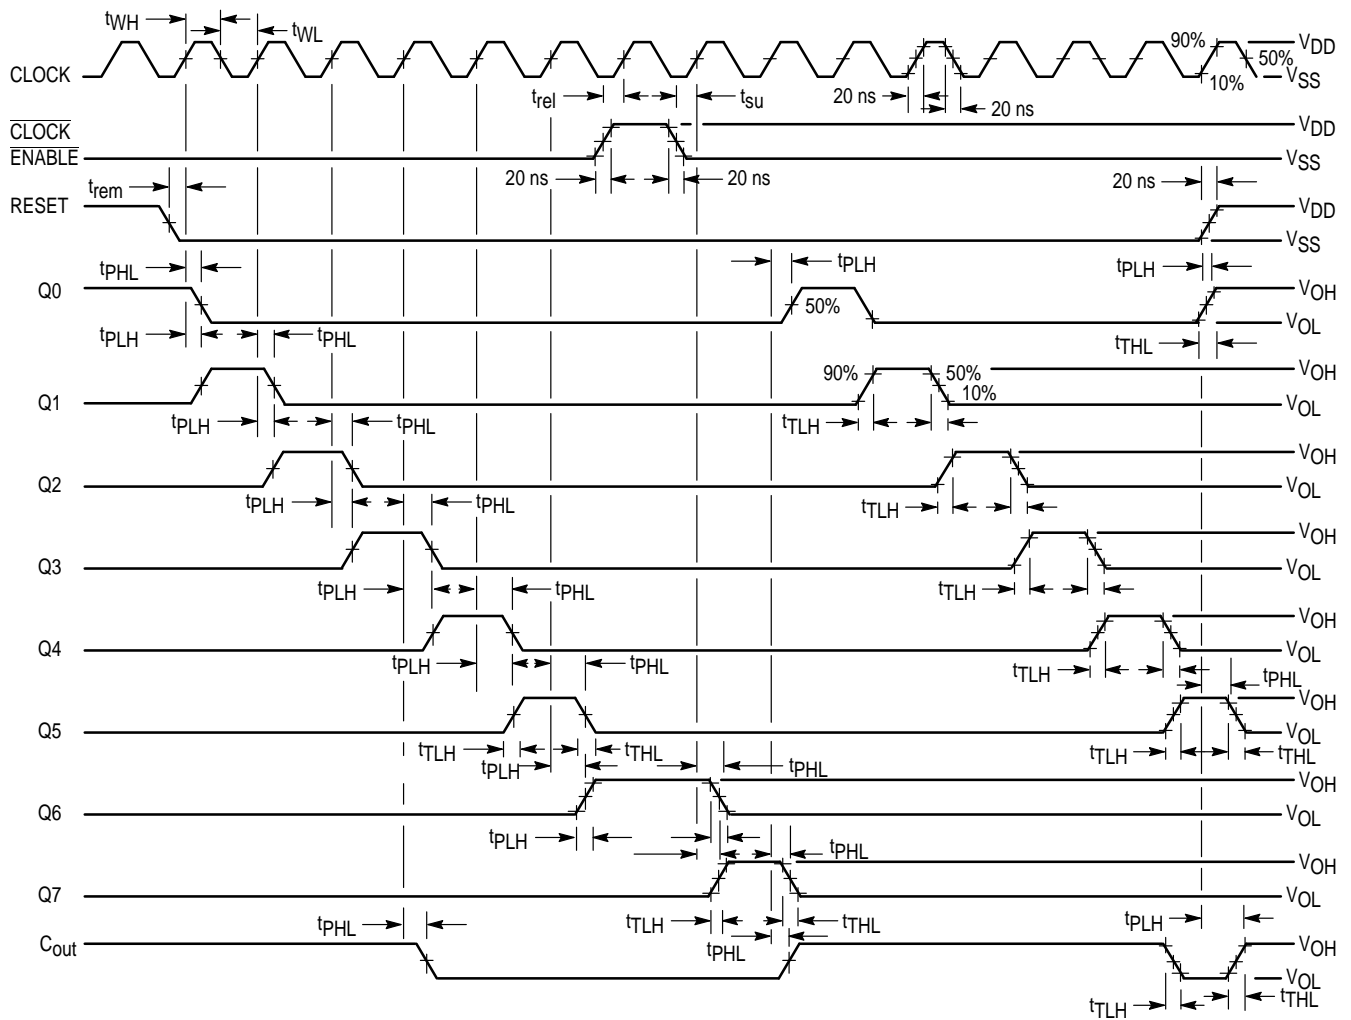 tWH
tWL
90%
VDD
50%
CLOCK
10%
VSS
trel
tsu
20 ns
20 ns
CLOCK
VDD
ENABLE
VSS
20 ns
20 ns
20 ns
trem
RESET
VDD
VSS
tPHL
tPLH
tPLH
Q0
50%
VOH
VOL
tPLH
tPHL
tTHL
90%
50%
VOH
Q1
10%
VOL
tPLH
tPHL
tTLH
VOH
Q2
VOL
tPLH
tPHL
tTLH
VOH
Q3
VOL
tPLH
tPHL
tTLH
VOH
Q4
VOL
tPLH
tPHL
tTLH
tPHL
VOH
Q5
VOL
tTLH
tTHL
tTLH
tTHL
tPLH
tPHL
VOH
Q6
VOL
tPLH
tPHL
VOH
Q7
VOL
tPHL
tTLH
tTHL
tPLH
tPHL
Cout
VOH
VOL
tTLH
tTHL